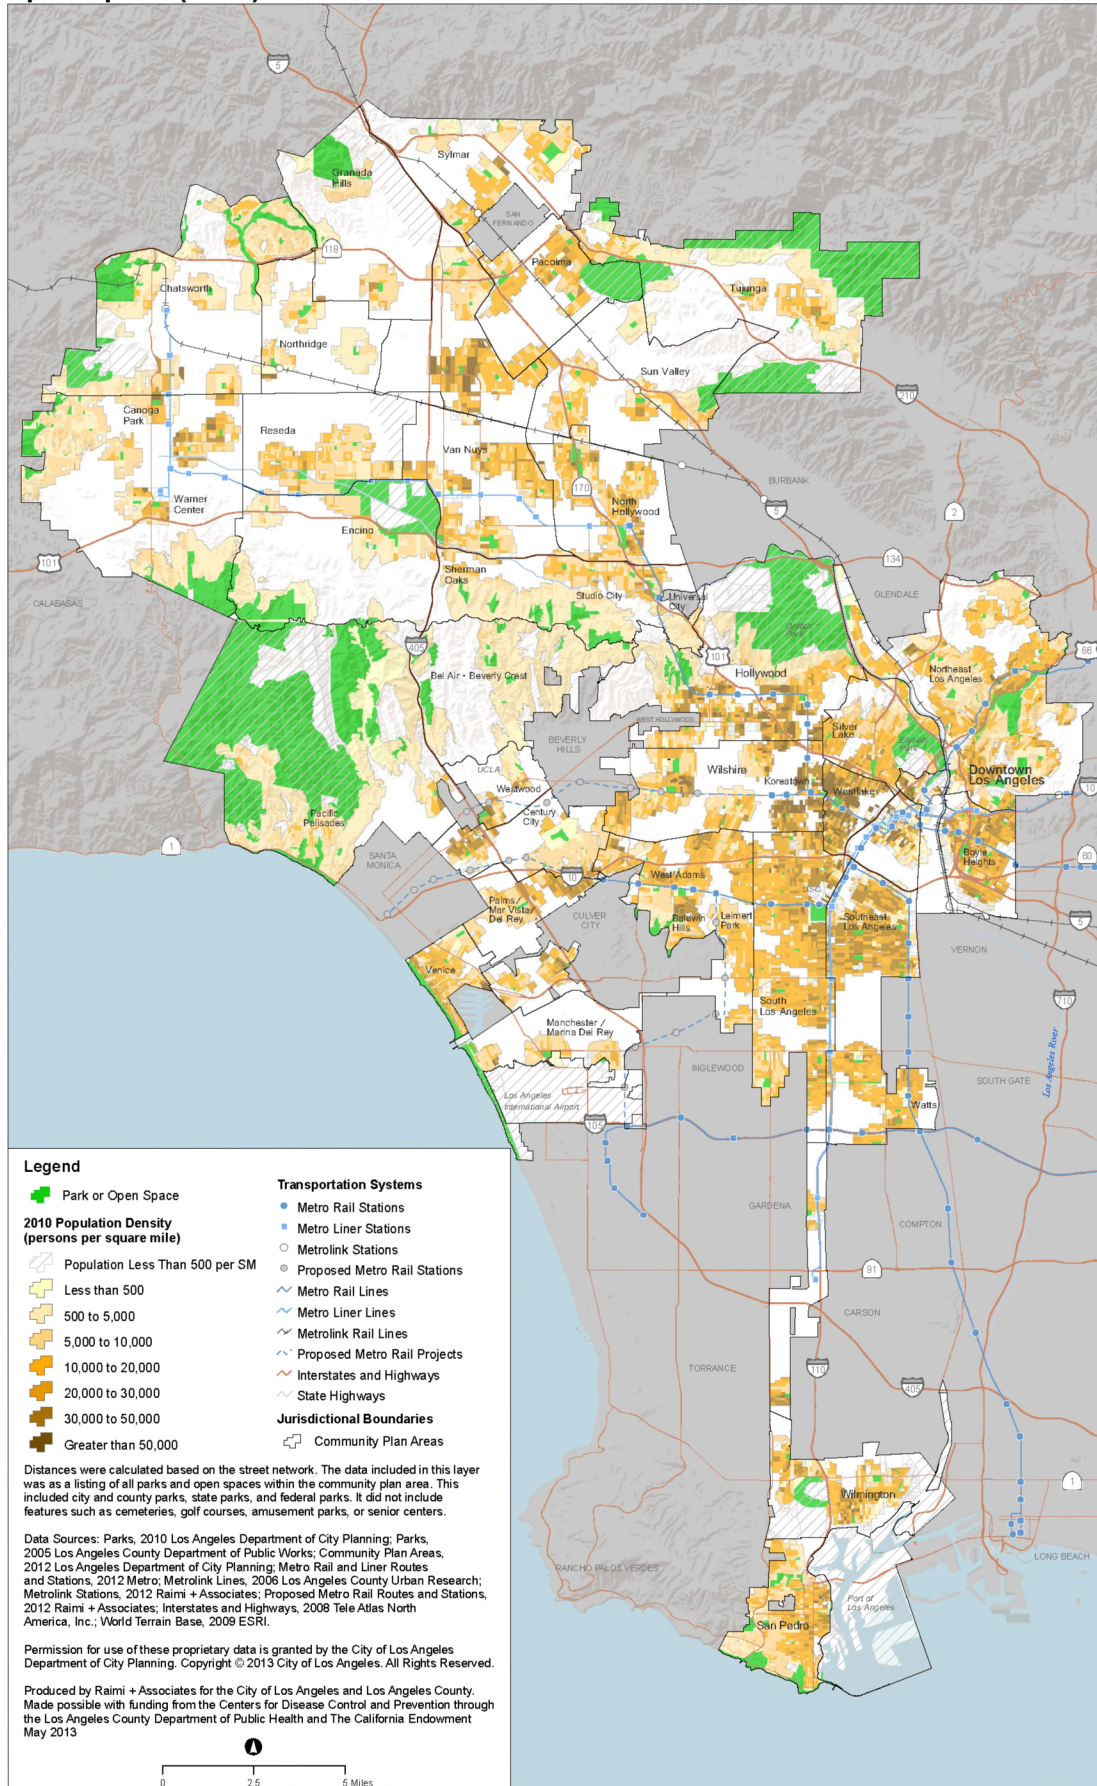 5
Sylmar
Granada
Hills
SAN
FERNANDO
118
Pacoima
Chatsworth
Tujunga
Northridge
Sun Valley
210
Canoga
Park
Reseda
Van Nuys
BURBANK
170
Warner
Center
North
Hollywood
5
2
Encino
134
101
Sherman
Oaks
CALABASAS
Studio City
Universal
City
GLENDALE
Griffith
Park
405
101
66
Bel Air - Beverly Crest
Hollywood
Northeast
Los Angeles
WEST HOLLYWOOD
Silver
Lake
BEVERLY
HILLS
Elysian
Park
UCLA
Wilshire
Downtown
Los Angeles
Koreatown
Westwood
Westlake
10
Century
City
Pacific
Palisades
1
SANTA
MONICA
Boyle
Heights
60
10
West Adams
USC
Palms/
Mar Vista/
Del Rey
CULVER
CITY
Baldwin
Hills
Leimert
Park
Southeast
Los Angeles
5
VERNON
Venice
710
South
Los Angeles
Manchester /
Marina Del Rey
INGLEWOOD
Los Angeles River
SOUTH GATE
Los Angeles
International Airport
Watts
105
GARDENA
COMPTON
91
CARSON
TORRANCE
110
405
1
Wilmington
RANCHO PALOS VERDES
LONG BEACH
Port of
Los Angeles
San Pedro
Legend
Park or Open Space
2010 Population Density
(persons per square mile)
Population Less Than 500 per SM
Less than 500
500 to 5,000
5,000 to 10,000
10,000 to 20,000
20,000 to 30,000
30,000 to 50,000
Greater than 50,000
Transportation Systems
Metro Rail Stations
Metro Liner Stations
Metrolink Stations
Proposed Metro Rail Stations
Metro Rail Lines
Metro Liner Lines
Metrolink Rail Lines
Proposed Metro Rail Projects
Interstates and Highways
State Highways
Jurisdictional Boundaries
Community Plan Areas
Distances were calculated based on the street network. The data included in this layer
was as a listing of all parks and open spaces within the community plan area. This
included city and county parks, state parks, and federal parks. It did not include
features such as cemeteries, golf courses, amusement parks, or senior centers.
Data Sources: Parks, 2010 Los Angeles Department of City Planning; Parks,
2005 Los Angeles County Department of Public Works; Community Plan Areas,
2012 Los Angeles Department of City Planning; Metro Rail and Liner Routes
and Stations, 2012 Metro; Metrolink Lines, 2006 Los Angeles County Urban Research;
Metrolink Stations, 2012 Raimi + Associates; Proposed Metro Rail Routes and Stations,
2012 Raimi + Associates; Interstates and Highways, 2008 Tele Atlas North
America, Inc.; World Terrain Base, 2009 ESRI.
Permission for use of these proprietary data is granted by the City of Los Angeles
Department of City Planning. Copyright © 2013 City of Los Angeles. All Rights Reserved.
Produced by Raimi + Associates for the City of Los Angeles and Los Angeles County.
Made possible with funding from the Centers for Disease Control and Prevention through
the Los Angeles County Department of Public Health and The California Endowment
May 2013
0 2.5 5 Miles